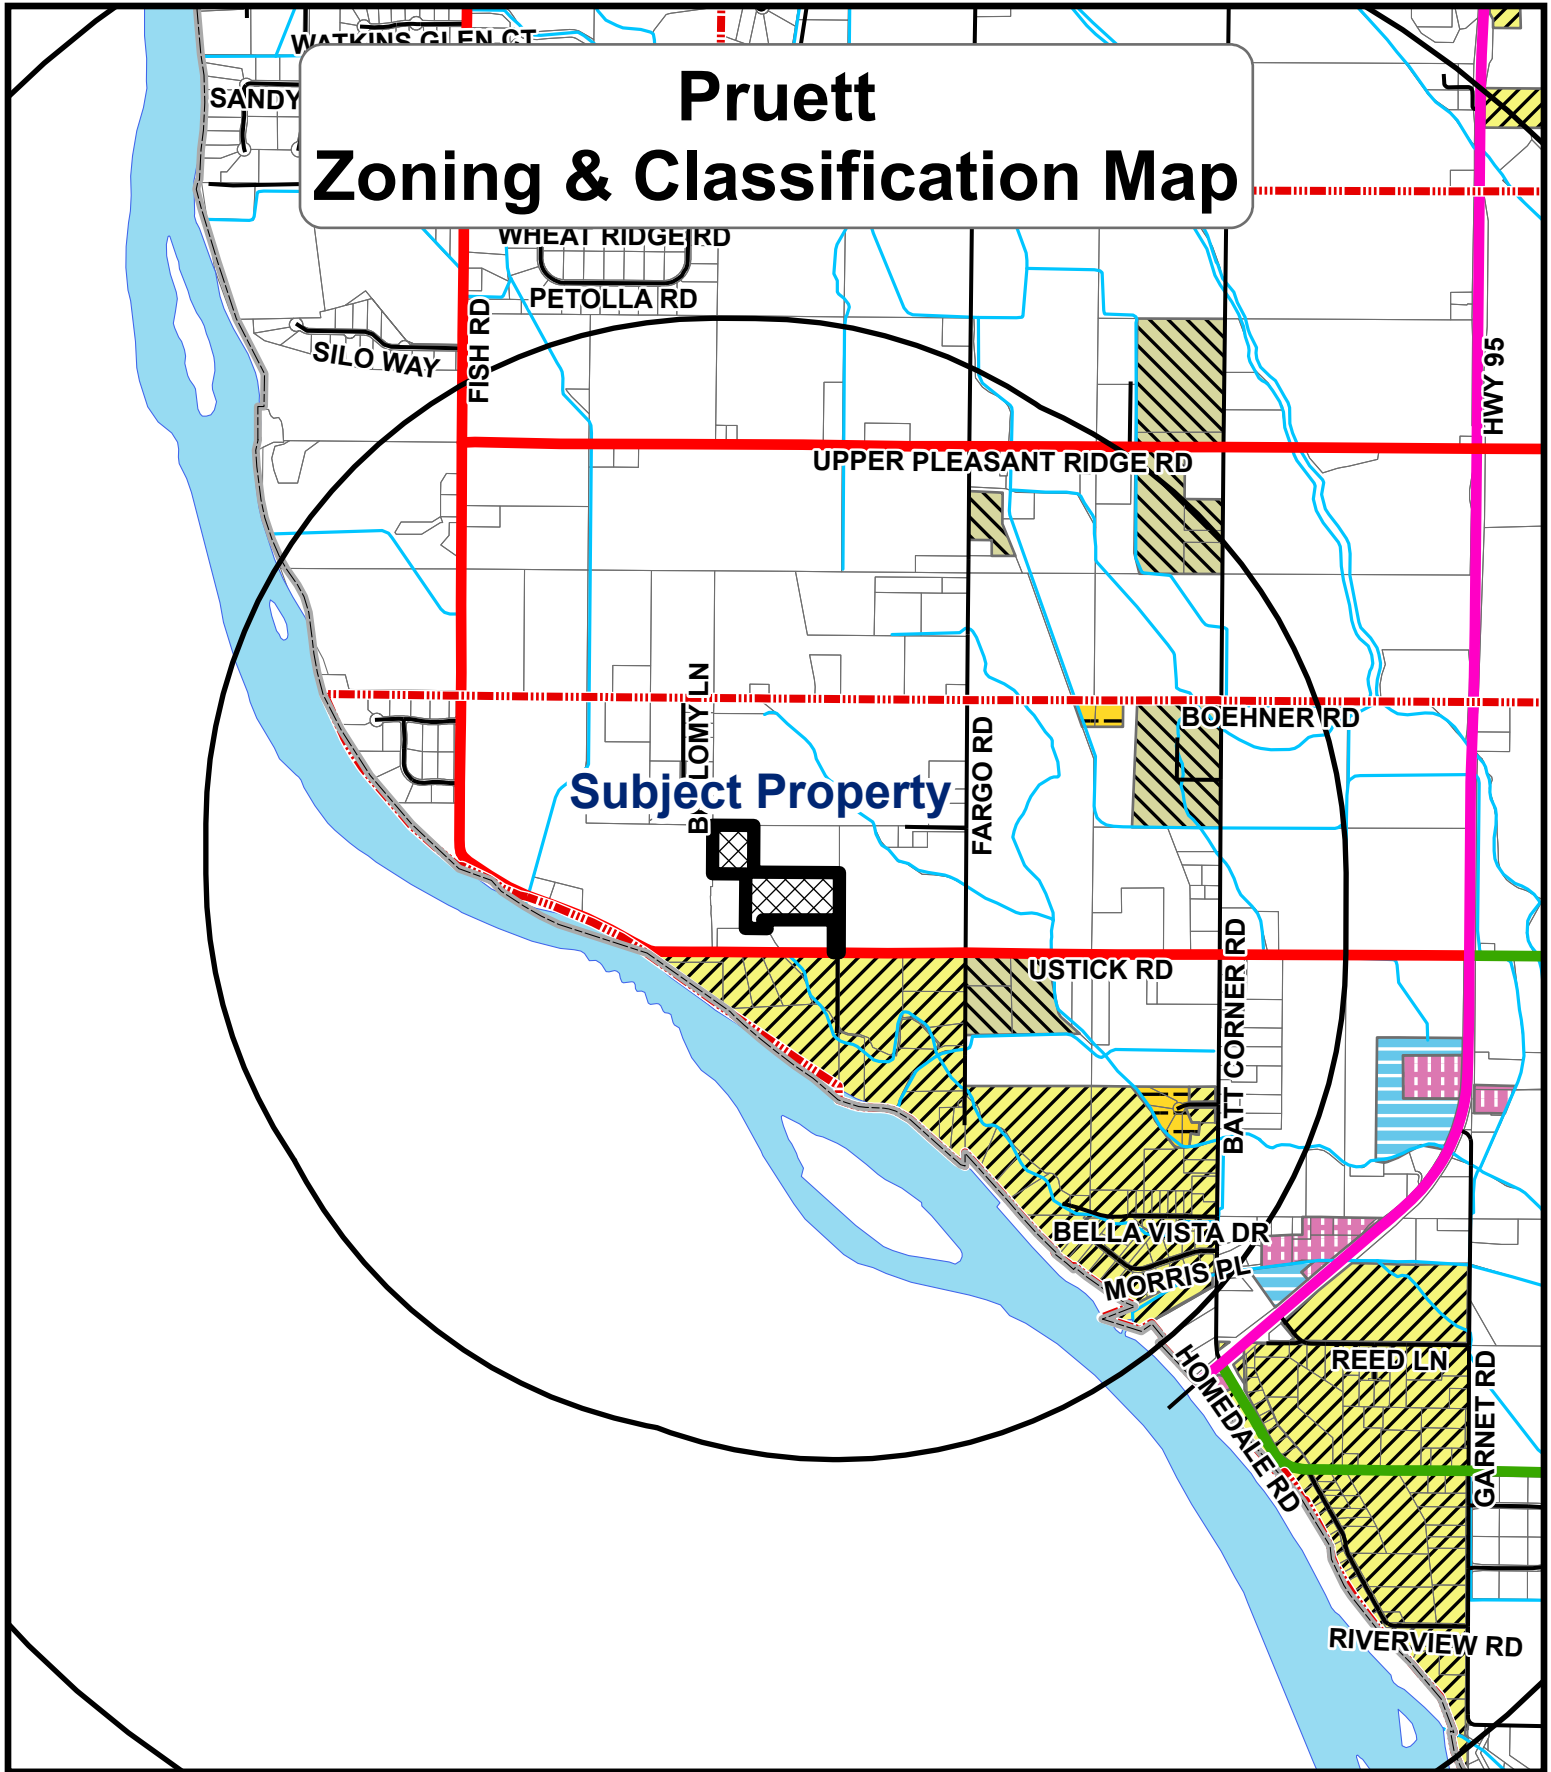 WATKINS GLEN CT
SANDY
Pruett
Zoning & Classification Map
WHEAT RIDGE RD
PETOLLA RD
SILO WAY
FISH RD
HWY 95
UPPER PLEASANT RIDGE RD
BOEHNER RD
FARGO RD
Subject Property
USTICK RD
BATT CORNER RD
BELLA VISTA DR
MORRIS PL
HOMEDALE RD
REED LN
GARNET RD
RIVERVIEW RD